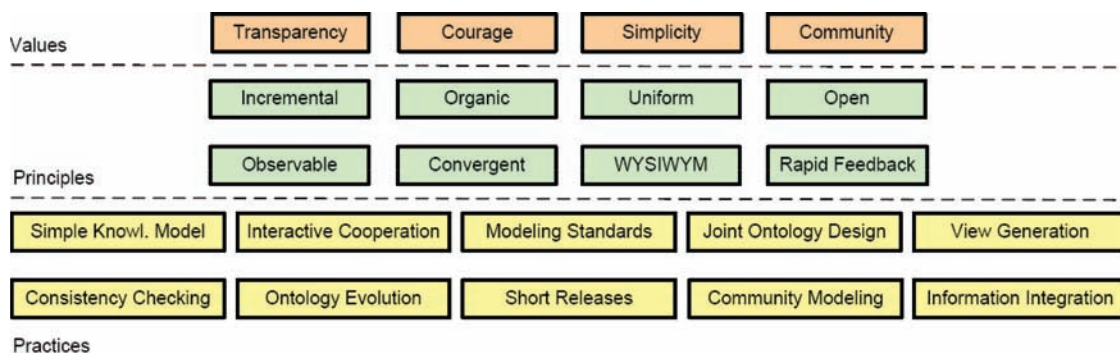 Transparency Courage Simplicity Community
Values
Incremental Organic Uniform Open
Observable Convergent WYSIWYM Rapid Feedback
Principles
Simple Knowl. Model Interactive Cooperation Modeling Standards Joint Ontology Design View Generation
Consistency Checking Ontology Evolution Short Releases Community Modeling Information Integration
Practices